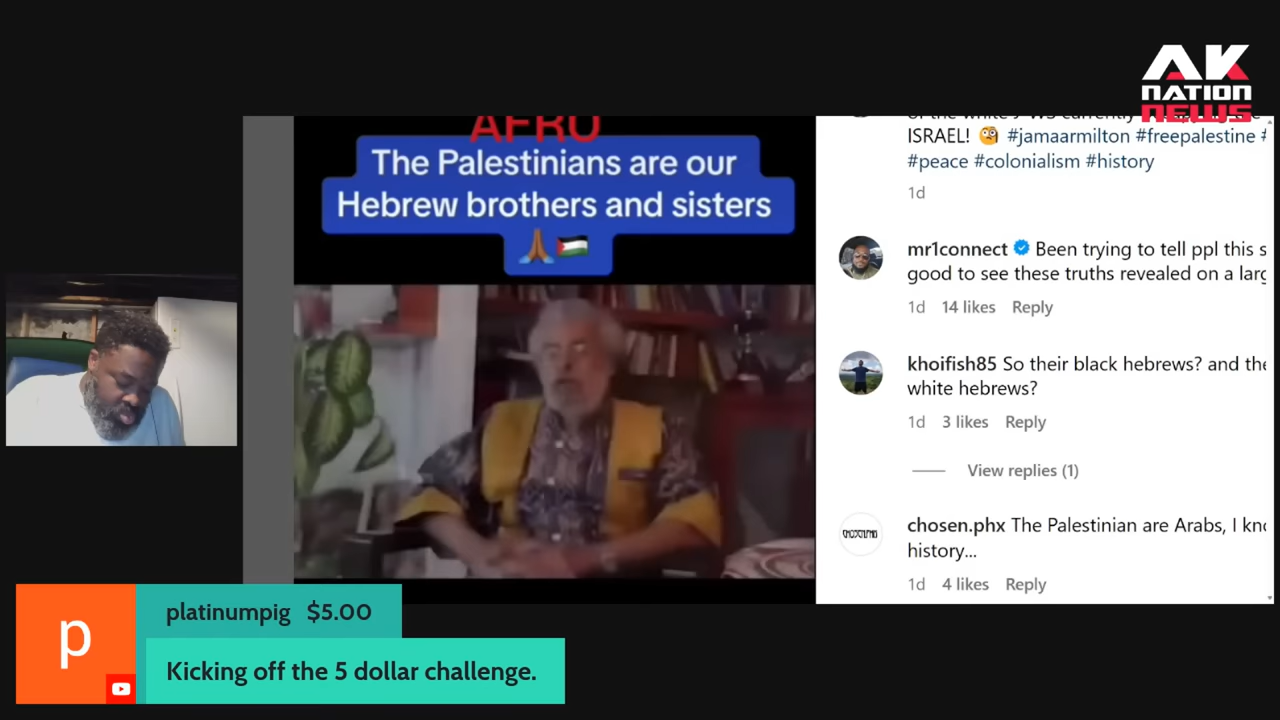 AK
NATION
NEWS
AFRO
The Palestinians are our
Hebrew brothers and sisters
🙏🏾🇵🇸
ISRAEL! 🧐 #jamaarmilton #freepalestine #
#peace #colonialism #history
1d
mr1connect Been trying to tell ppl this s
good to see these truths revealed on a larg
1d 14 likes Reply
khoifish85 So their black hebrews? and the
white hebrews?
1d 3 likes Reply
View replies (1)
chosen.phx The Palestinian are Arabs, I kno
history...
1d 4 likes Reply
p
platinumpig $5.00
Kicking off the 5 dollar challenge.